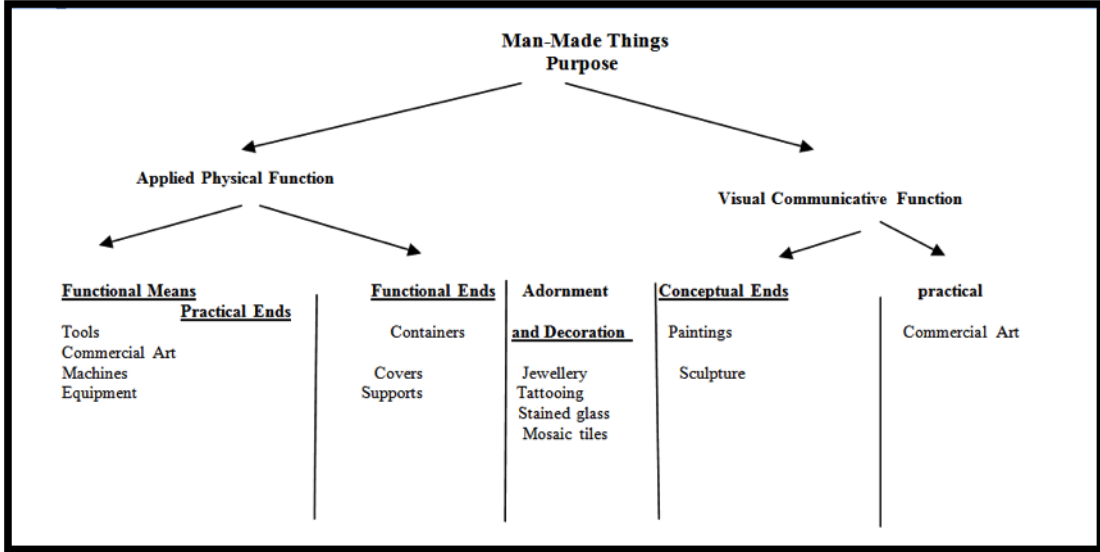 Man-Made Things
Purpose
Applied Physical Function
Visual Communicative Function
Functional Means
Practical Ends
Tools
Commercial Art
Machines
Equipment
Functional Ends
Containers
Covers
Supports
Adornment
and Decoration
Jewellery
Tattooing
Stained glass
Mosaic tiles
Conceptual Ends
Paintings
Sculpture
practical
Commercial Art